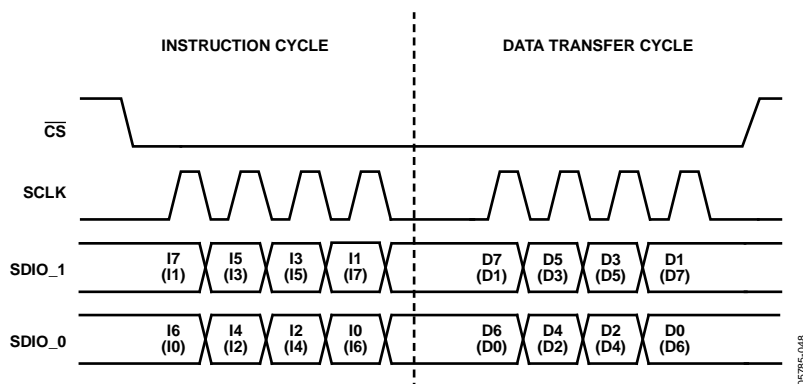 INSTRUCTION CYCLE DATA TRANSFER CYCLE
CS
SCLK
I7 I5 I3 I1 D7 D5 D3 D1
SDIO_1
(I1) (I3) (I5) (I7) (D1) (D3) (D5) (D7)
I6 I4 I2 I0 D6 D4 D2 D0
SDIO_0
(I0) (I2) (I4) (I6) (D0) (D2) (D4) (D6)
05785-048